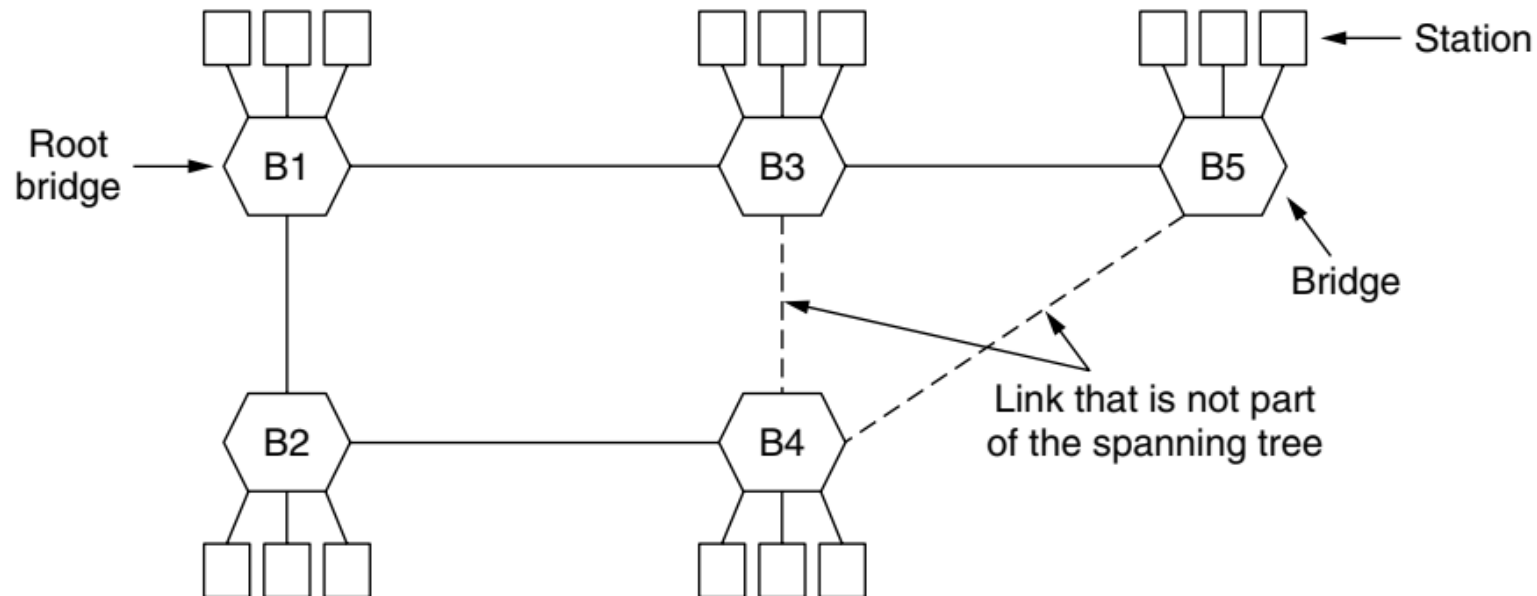 Station
Root
bridge
B1
B3
B5
Bridge
Link that is not part
of the spanning tree
B2
B4